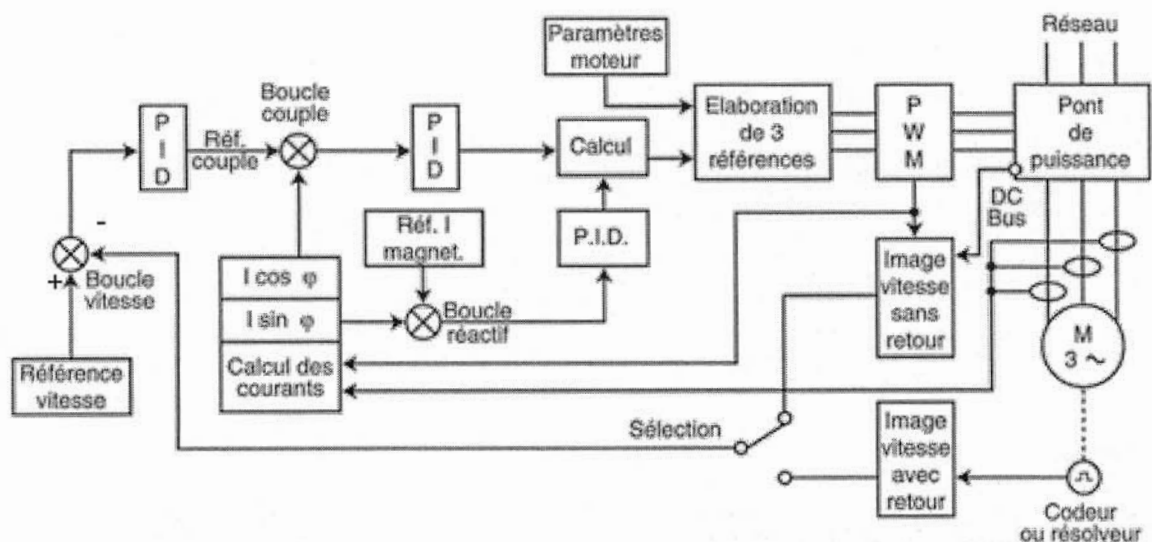 Réseau
Paramètres
moteur
Boucle
couple
P
I
D
Réf.
couple
P
I
D
Calcul
Elaboration
de 3
références
P
W
M
Pont
de
puissance
DC
Bus
-
+
Boucle
vitesse
Référence
vitesse
Réf. I
magnet.
P.I.D.
I cos φ
I sin φ
Calcul des
courants
Boucle
réactif
Image
vitesse
sans
retour
M
3 ~
Sélection
Image
vitesse
avec
retour
Codeur
ou résolveur